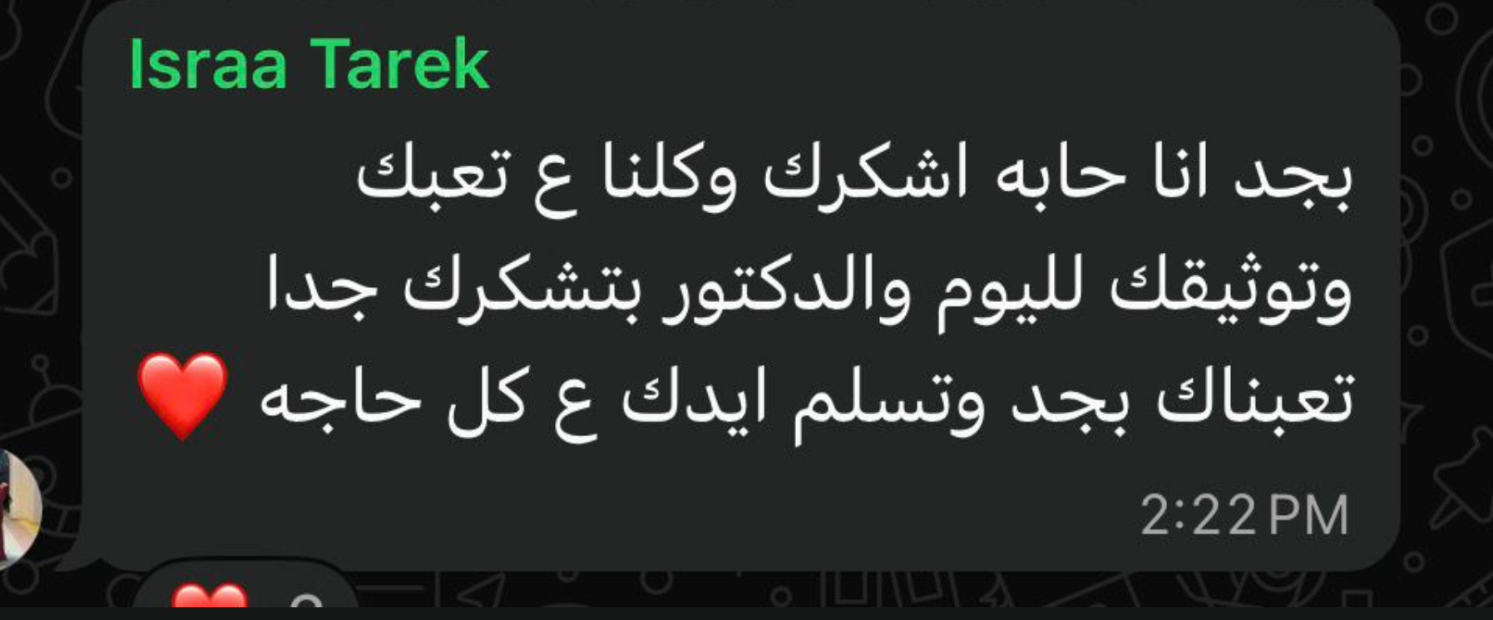 Israa Tarek
بجد انا حابه اشكرك وكلنا ع تعبك
وتوثيقك لليوم والدكتور بتشكرك جدا
تعبناك بجد وتسلم ايدك ع كل حاجه ❤️
2:22 PM
❤️